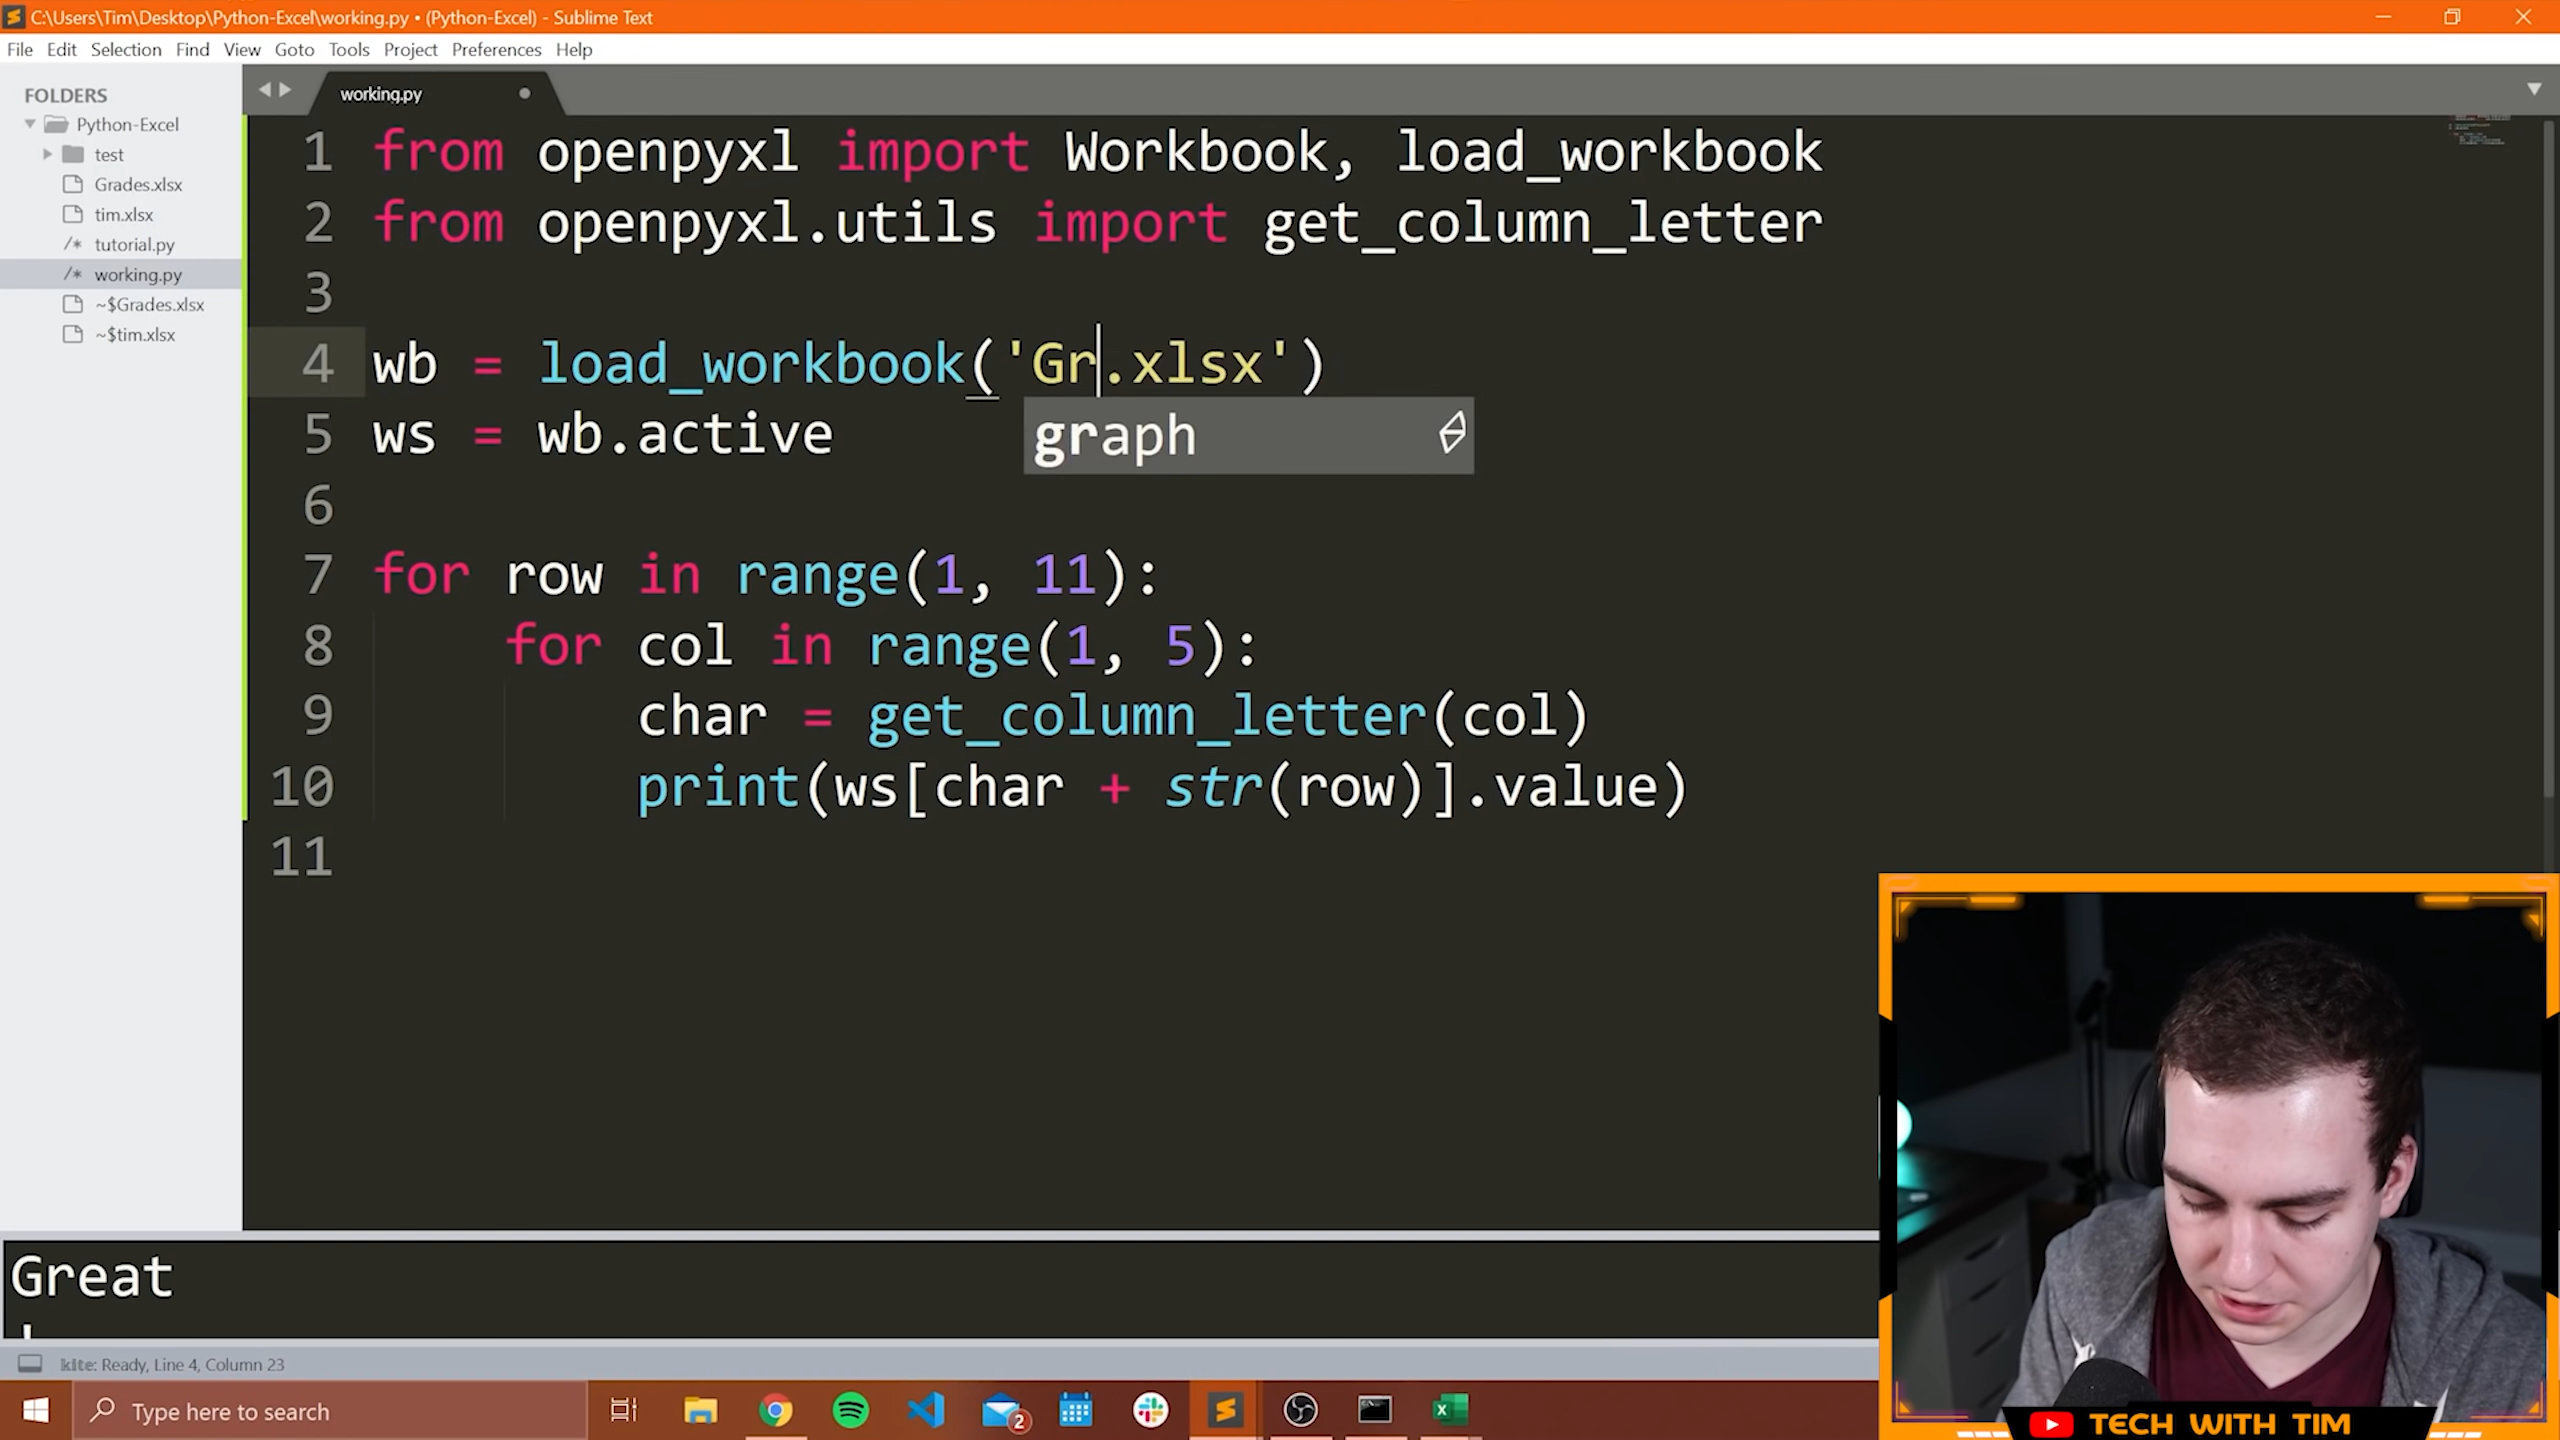 C:\Users\Tim\Desktop\Python-Excel\working.py • (Python-Excel) - Sublime Text
File Edit Selection Find View Goto Tools Project Preferences Help
FOLDERS
Python-Excel
test
Grades.xlsx
tim.xlsx
/* tutorial.py
/* working.py
~$Grades.xlsx
~$tim.xlsx
working.py
1 from openpyxl import Workbook, load_workbook
2 from openpyxl.utils import get_column_letter
3
4 wb = load_workbook('Gr.xlsx')
5 ws = wb.active
graph
6
7 for row in range(1, 11):
8 for col in range(1, 5):
9 char = get_column_letter(col)
10 print(ws[char + str(row)].value)
11
Great
kite: Ready, Line 4, Column 23
Type here to search
2
TECH WITH TIM